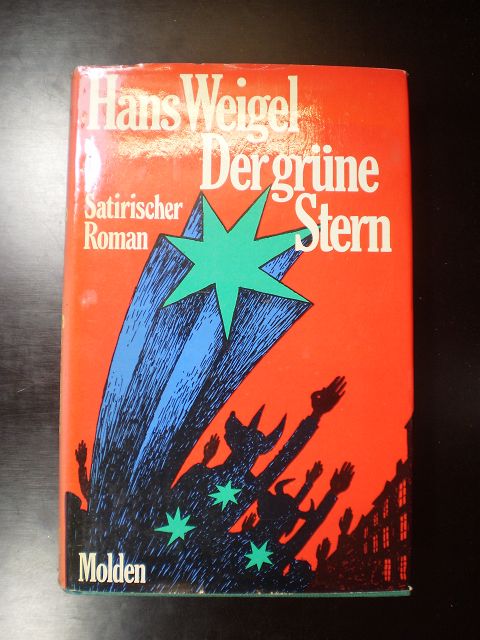 Hans Weigel
Der grüne
Stern
Satirischer
Roman
Molden